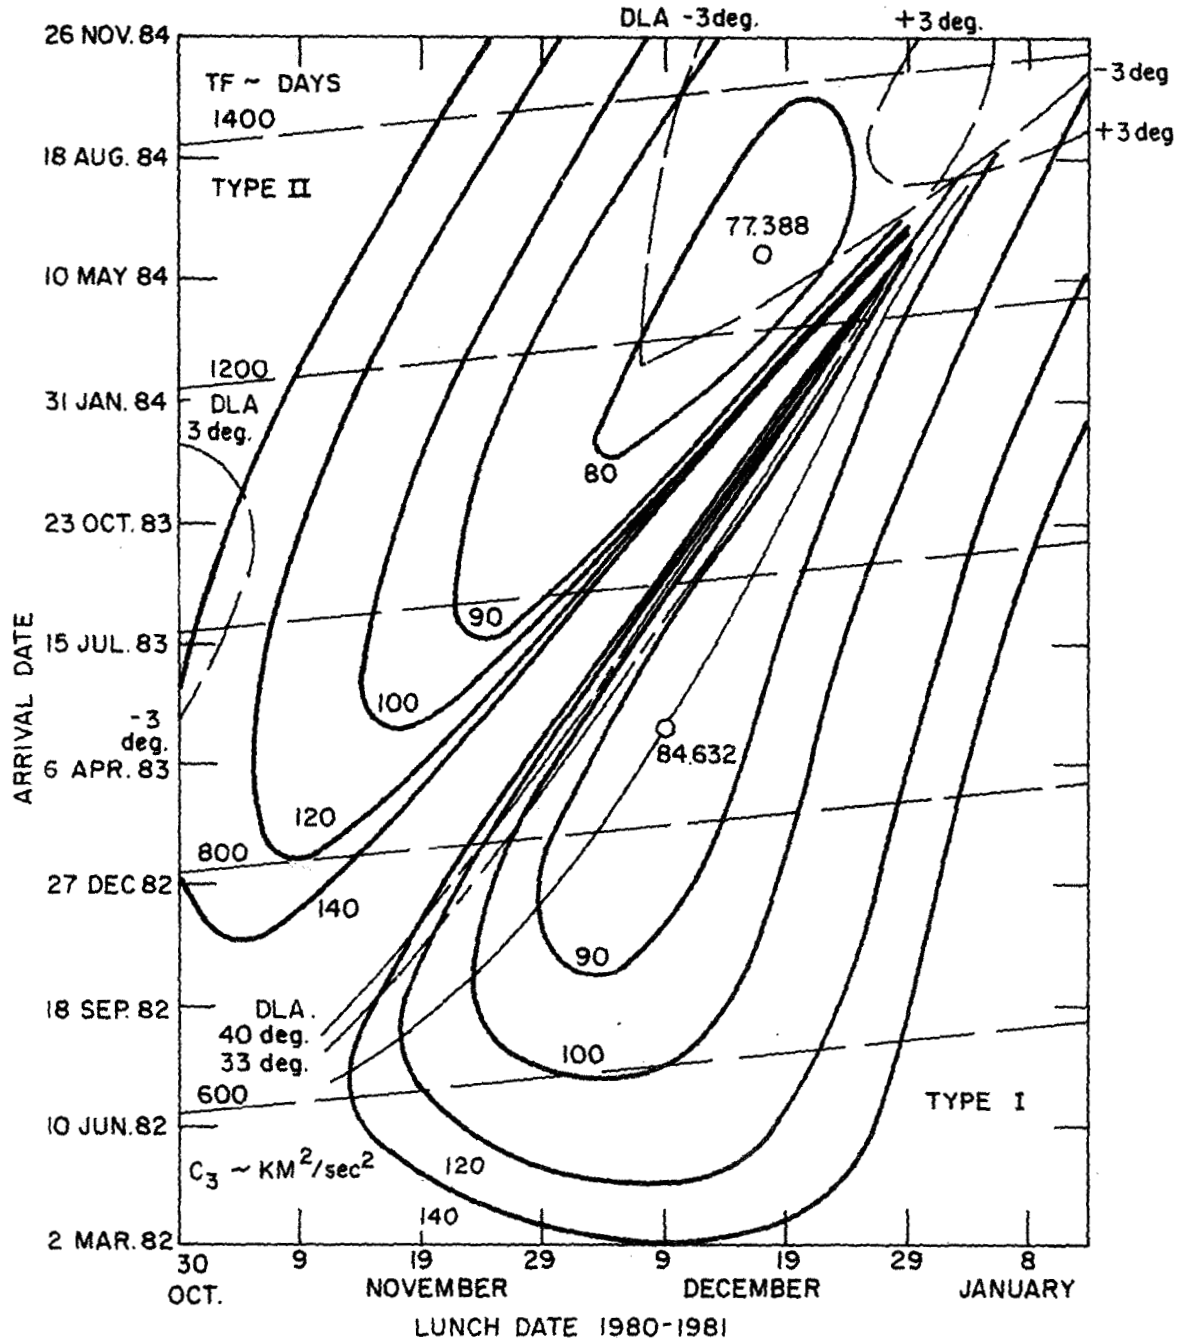 DLA -3deg. +3 deg.
26 NOV. 84
TF ~ DAYS
-3 deg
1400
+3 deg
18 AUG. 84
TYPE II
77.388
10 MAY 84
1200
31 JAN. 84
DLA
3 deg.
80
23 OCT. 83
90
15 JUL. 83
100
-3
deg.
84.632
6 APR. 83
120
800
27 DEC 82
140
90
18 SEP. 82
DLA.
40 deg.
33 deg.
100
600
TYPE I
10 JUN. 82
C3 ~ KM2/sec2
120
140
2 MAR. 82
30 9 19 29 9 19 29 8
OCT. NOVEMBER DECEMBER JANUARY
LUNCH DATE 1980-1981
ARRIVAL DATE